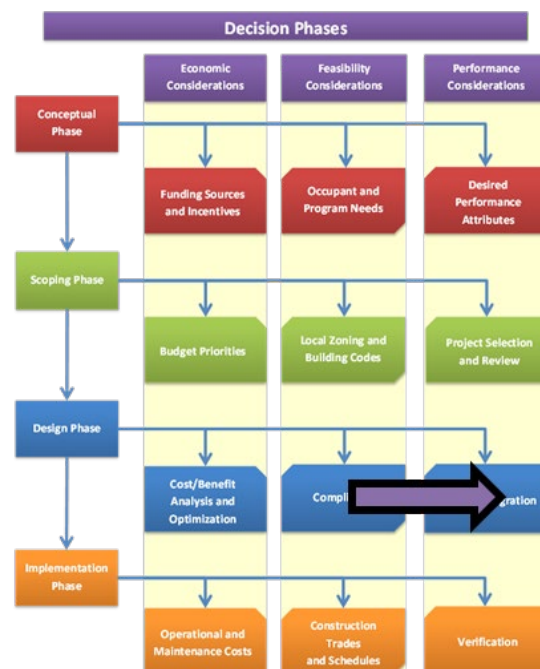 Decision Phases
Economic
Considerations
Feasibility
Considerations
Performance
Considerations
Conceptual
Phase
Funding Sources
and Incentives
Occupant and
Program Needs
Desired
Performance
Attributes
Scoping Phase
Budget Priorities
Local Zoning and
Building Codes
Project Selection
and Review
Design Phase
Cost/Benefit
Analysis and
Optimization
Implementation
Phase
Operational and
Maintenance Costs
Construction
Trades
and Schedules
Verification